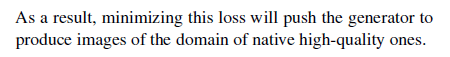 As a result, minimizing this loss will push the generator to
produce images of the domain of native high-quality ones.